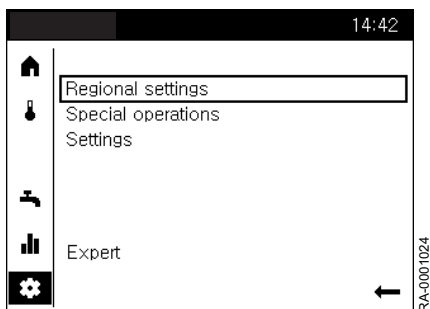 14:42
Regional settings
Special operations
Settings
Expert
RA-0001024